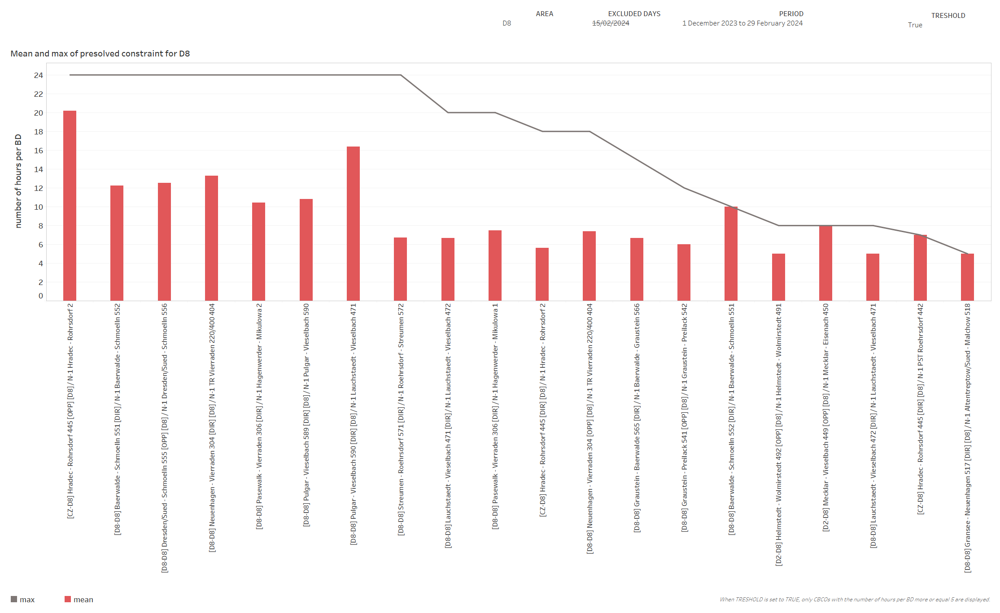 AREA
D8
EXCLUDED DAYS
15/02/2024
PERIOD
1 December 2023 to 29 February 2024
TRESHOLD
True
Mean and max of presolved constraint for D8
number of hours per BD
24
22
20
18
16
14
12
10
8
6
4
2
0
[CZ-D8] Hradec - Rohrsdorf 445 [OPP] [D8] / N-1 Hradec - Rohrsdorf 2
[D8-D8] Baerwalde - Schmoelln 551 [DIR] / N-1 Baerwalde - Schmoelln 552
[D8-D8] Dresden/Sued - Schmoelln 555 [OPP] [D8] / N-1 Dresden/Sued - Schmoelln 556
[D8-D8] Neuenhagen - Vierraden 304 [DIR] [D8] / N-1 TR Vierraden 220/400 404
[D8-D8] Pasewalk - Vierraden 306 [DIR] / N-1 Hagenwerder - Mikulowa 2
[D8-D8] Pulgar - Vieselbach 589 [DIR] [D8] / N-1 Pulgar - Vieselbach 590
[D8-D8] Pulgar - Vieselbach 590 [DIR] [D8] / N-1 Lauchstaedt - Vieselbach 471
[D8-D8] Streumen - Roehrsdorf 571 [DIR] / N-1 Roehrsdorf - Streumen 572
[D8-D8] Lauchstaedt - Vieselbach 471 [DIR] / N-1 Lauchstaedt - Vieselbach 472
[D8-D8] Pasewalk - Vierraden 306 [DIR] / N-1 Hagenwerder - Mikulowa 1
[CZ-D8] Hradec - Rohrsdorf 445 [DIR] [D8] / N-1 Hradec - Rohrsdorf 2
[D8-D8] Neuenhagen - Vierraden 304 [OPP] [D8] / N-1 TR Vierraden 220/400 404
[D8-D8] Graustein - Baerwalde 565 [DIR] / N-1 Baerwalde - Graustein 566
[D8-D8] Graustein - Preilack 541 [OPP] [D8] / N-1 Graustein - Preilack 542
[D8-D8] Baerwalde - Schmoelln 552 [DIR] / N-1 Baerwalde - Schmoelln 551
[D2-D8] Helmstedt - Wolmirstedt 492 [OPP] [D8] / N-1 Helmstedt - Wolmirstedt 491
[D2-D8] Mecklar - Vieselbach 449 [OPP] [D8] / N-1 Mecklar - Eisenach 450
[D8-D8] Lauchstaedt - Vieselbach 472 [DIR] / N-1 Lauchstaedt - Vieselbach 471
[CZ-D8] Hradec - Rohrsdorf 445 [DIR] [D8] / N-1 PST Roehrsdorf 442
[D8-D8] Gransee - Neuenhagen 517 [DIR] [D8] / N-1 Altentreptow/Sued - Malchow 518
max
mean
When TRESHOLD is set to TRUE, only CBCOs with the number of hours per BD more or equal 5 are displayed.